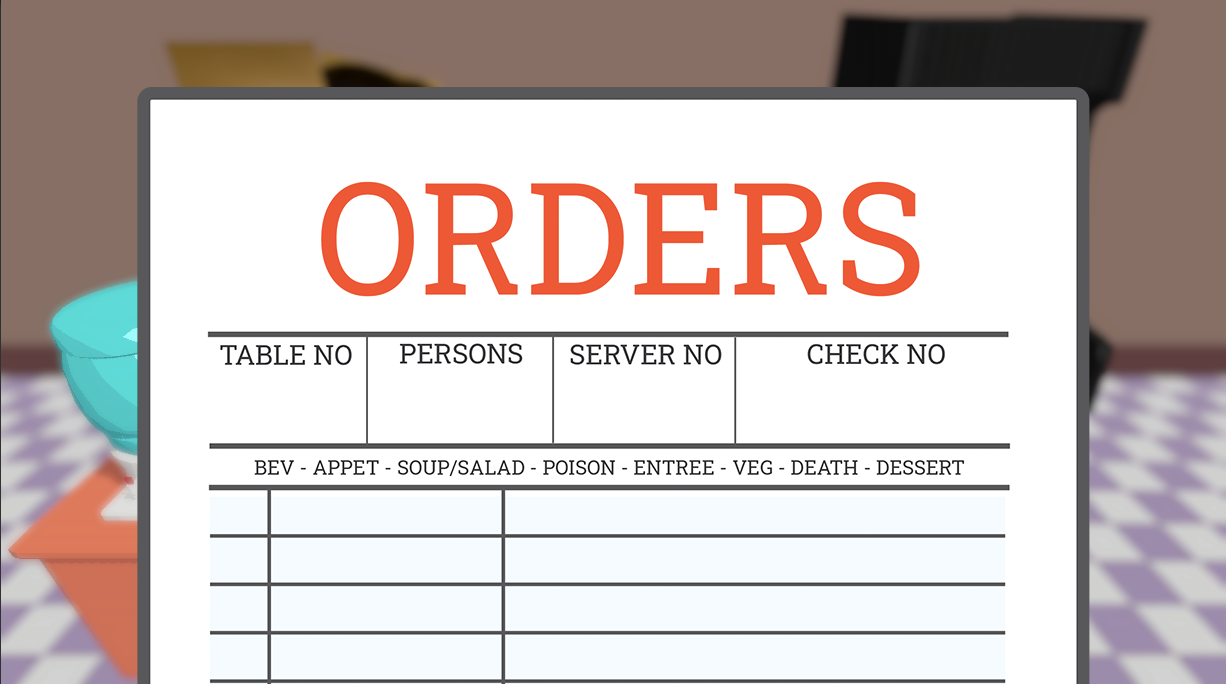 ORDERS
TABLE NO PERSONS SERVER NO CHECK NO
BEV - APPET - SOUP/SALAD - POISON - ENTREE - VEG - DEATH - DESSERT